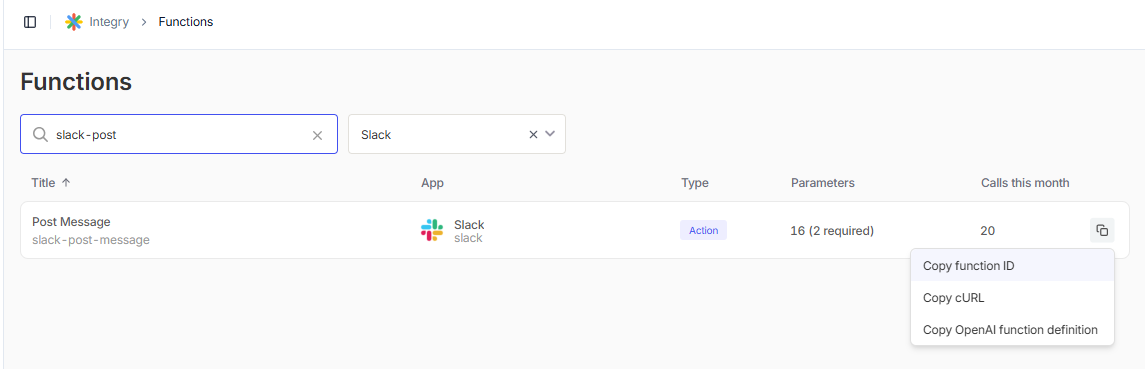 Integry > Functions
Functions
slack-post
Slack
Title ↑ App Type Parameters Calls this month
Post Message
slack-post-message
Slack
slack
Action
16 (2 required)
20
Copy function ID
Copy cURL
Copy OpenAI function definition